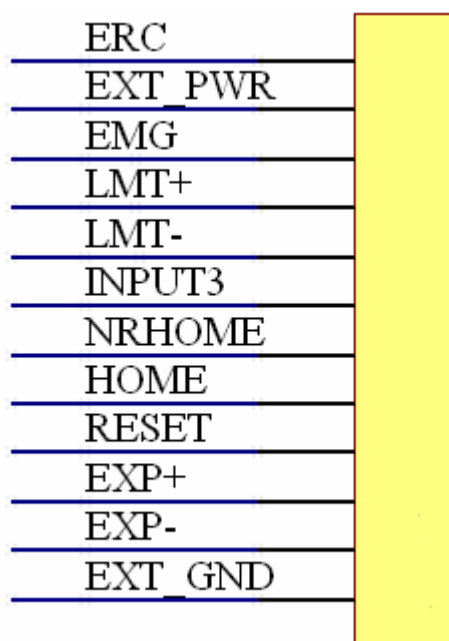 ERC
EXT_PWR
EMG
LMT+
LMT-
INPUT3
NRHOME
HOME
RESET
EXP+
EXP-
EXT_GND